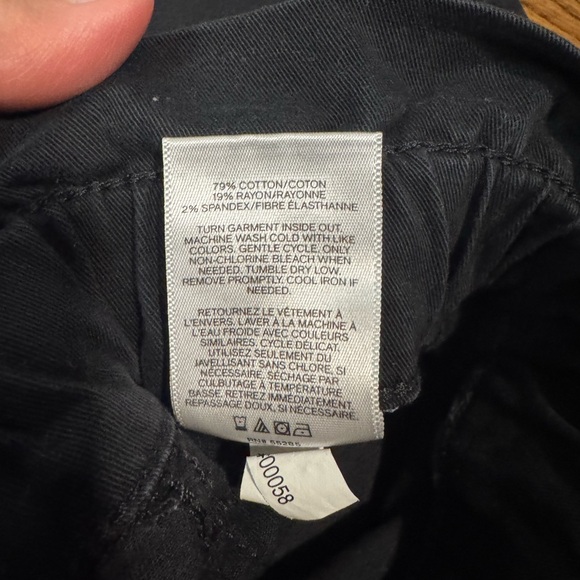 79% COTTON/COTON
19% RAYON/RAYONNE
2% SPANDEX/FIBRE ÉLASTHANNE
TURN GARMENT INSIDE OUT.
MACHINE WASH COLD WITH LIKE
COLORS. GENTLE CYCLE. ONLY
NON-CHLORINE BLEACH WHEN
NEEDED. TUMBLE DRY LOW.
REMOVE PROMPTLY. COOL IRON IF
NEEDED.
RETOURNEZ LE VÊTEMENT À
L'ENVERS. LAVER À LA MACHINE À
L'EAU FROIDE AVEC COULEURS
SIMILAIRES. CYCLE DÉLICAT.
UTILISEZ SEULEMENT DU
JAVELLISANT SANS CHLORE, SI
NÉCESSAIRE. SÉCHAGE PAR
CULBUTAGE À TEMPÉRATURE
BASSE. RETIREZ IMMÉDIATEMENT.
REPASSAGE DOUX, SI NÉCESSAIRE.
00058